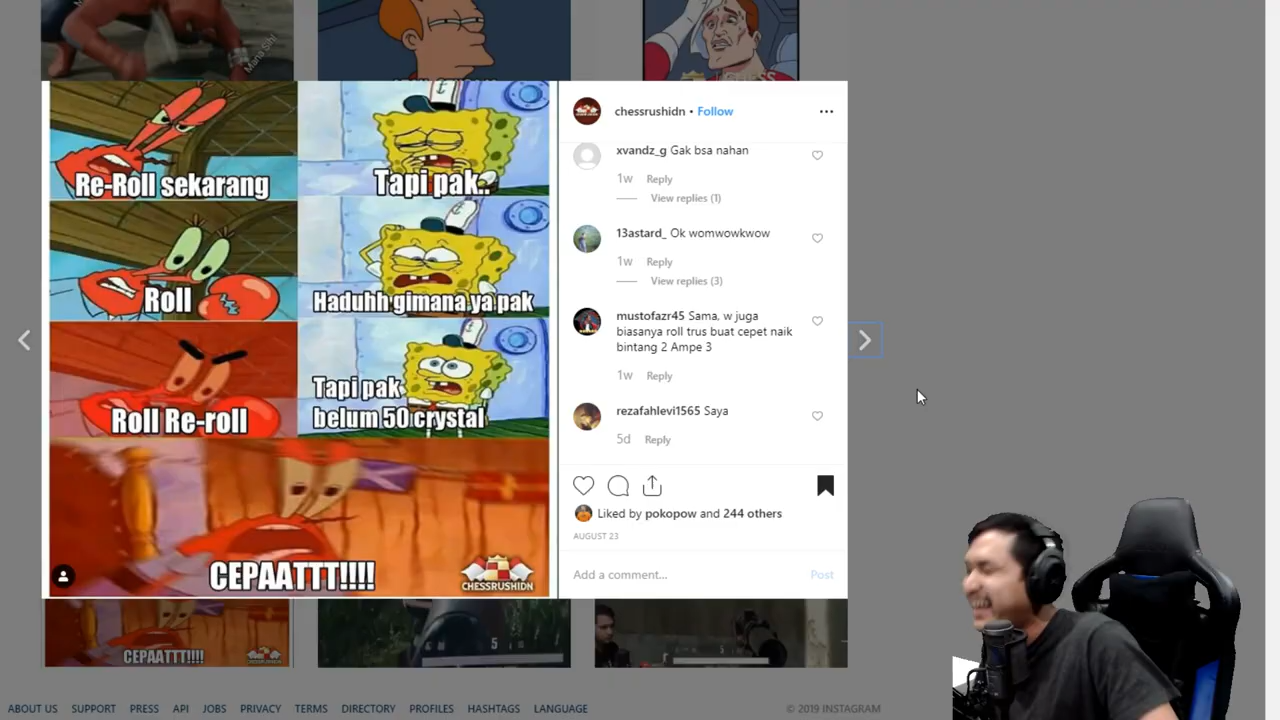 Mana Sih!
Re-Roll sekarang
Tapi pak..
Roll
Haduhh gimana ya pak
Roll Re-roll
Tapi pak
belum 50 crystal
CEPAATTT!!!!
CHESSRUSHIDN
chessrushidn • Follow
xvandz_g Gak bsa nahan
1w Reply
View replies (1)
13astard_ Ok womwowkwow
1w Reply
View replies (3)
mustofazr45 Sama, w juga
biasanya roll trus buat cepet naik
bintang 2 Ampe 3
1w Reply
rezafahlevi1565 Saya
5d Reply
Liked by pokopow and 244 others
AUGUST 23
Add a comment... Post
CEPAATTT!!!!
5
5
ABOUT US SUPPORT PRESS API JOBS PRIVACY TERMS DIRECTORY PROFILES HASHTAGS LANGUAGE
© 2019 INSTAGRAM